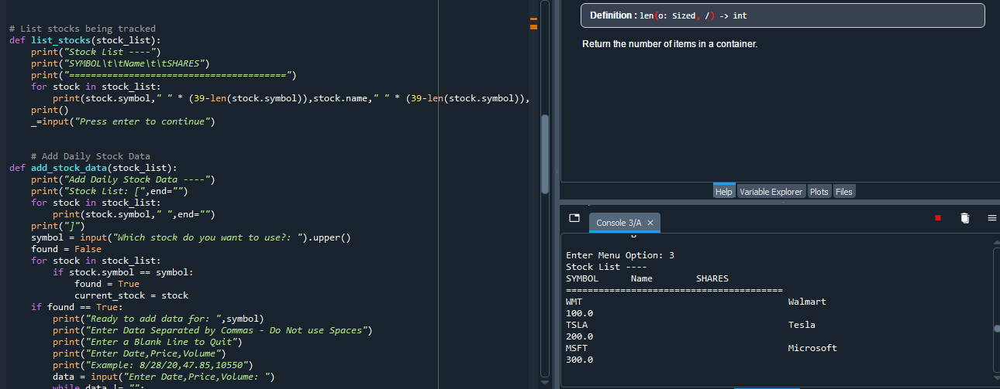 # List stocks being tracked
def list_stocks(stock_list):
print("Stock List ----")
print("SYMBOL\t\tName\t\tSHARES")
print("========================================")
for stock in stock_list:
print(stock.symbol," " * (39-len(stock.symbol)),stock.name," " * (39-len(stock.symbol)),
print()
_=input("Press enter to continue")
# Add Daily Stock Data
def add_stock_data(stock_list):
print("Add Daily Stock Data ----")
print("Stock List: [",end="")
for stock in stock_list:
print(stock.symbol," ",end="")
print("]")
symbol = input("Which stock do you want to use?: ").upper()
found = False
for stock in stock_list:
if stock.symbol == symbol:
found = True
current_stock = stock
if found == True:
print("Ready to add data for: ",symbol)
print("Enter Data Separated by Commas - Do Not use Spaces")
print("Enter a Blank Line to Quit")
print("Enter Date,Price,Volume")
print("Example: 8/28/20,47.85,10550")
data = input("Enter Date,Price,Volume: ")
while data != "":
Definition : len(o: Sized, /) -> int
Return the number of items in a container.
Help Variable Explorer Plots Files
Console 3/A ×
Enter Menu Option: 3
Stock List ----
SYMBOL Name SHARES
========================================
WMT Walmart
100.0
TSLA Tesla
200.0
MSFT Microsoft
300.0